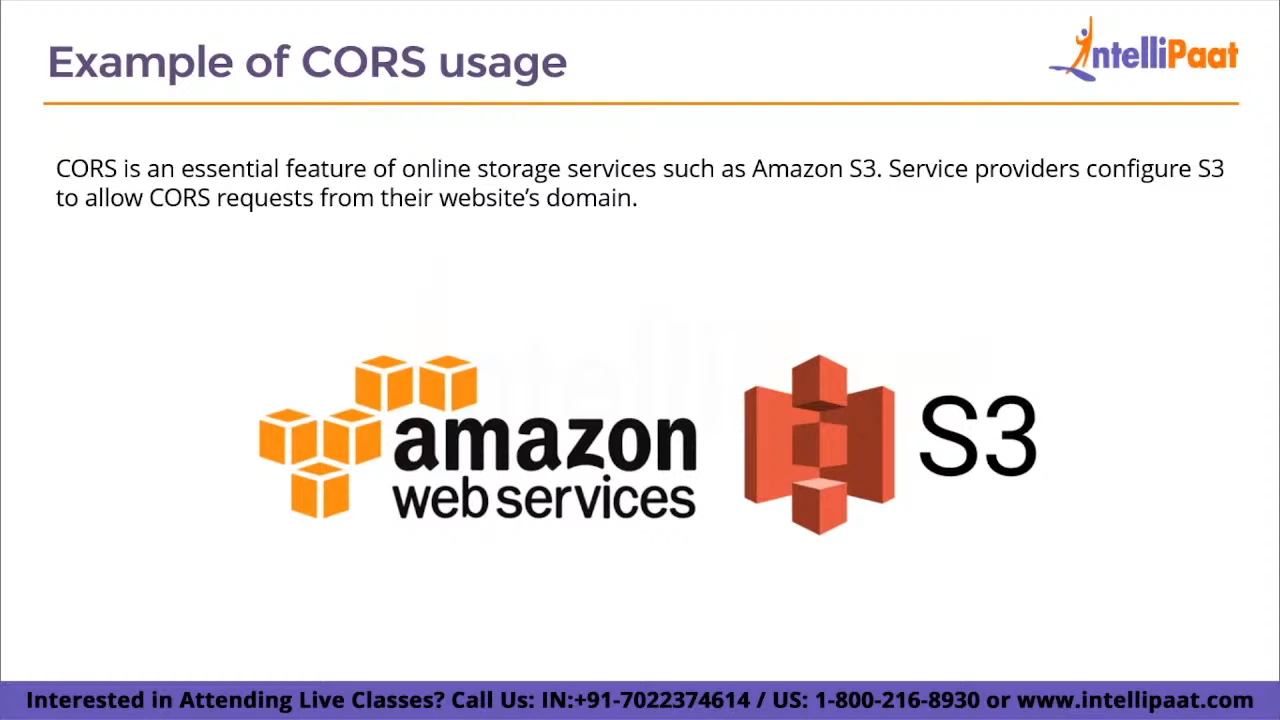 Example of CORS usage
IntelliPaat
CORS is an essential feature of online storage services such as Amazon S3. Service providers configure S3
to allow CORS requests from their website’s domain.
amazon
web services
S3
Interested in Attending Live Classes? Call Us: IN:+91-7022374614 / US: 1-800-216-8930 or www.intellipaat.com